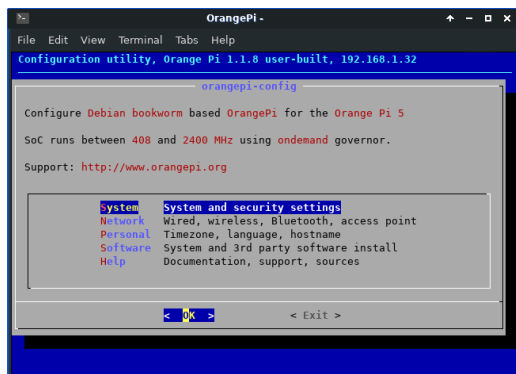 OrangePi -
File Edit View Terminal Tabs Help
Configuration utility, Orange Pi 1.1.8 user-built, 192.168.1.32
orangepi-config
Configure Debian bookworm based OrangePi for the Orange Pi 5
SoC runs between 408 and 2400 MHz using ondemand governor.
Support: http://www.orangepi.org
System System and security settings
Network Wired, wireless, Bluetooth, access point
Personal Timezone, language, hostname
Software System and 3rd party software install
Help Documentation, support, sources
< OK > < Exit >